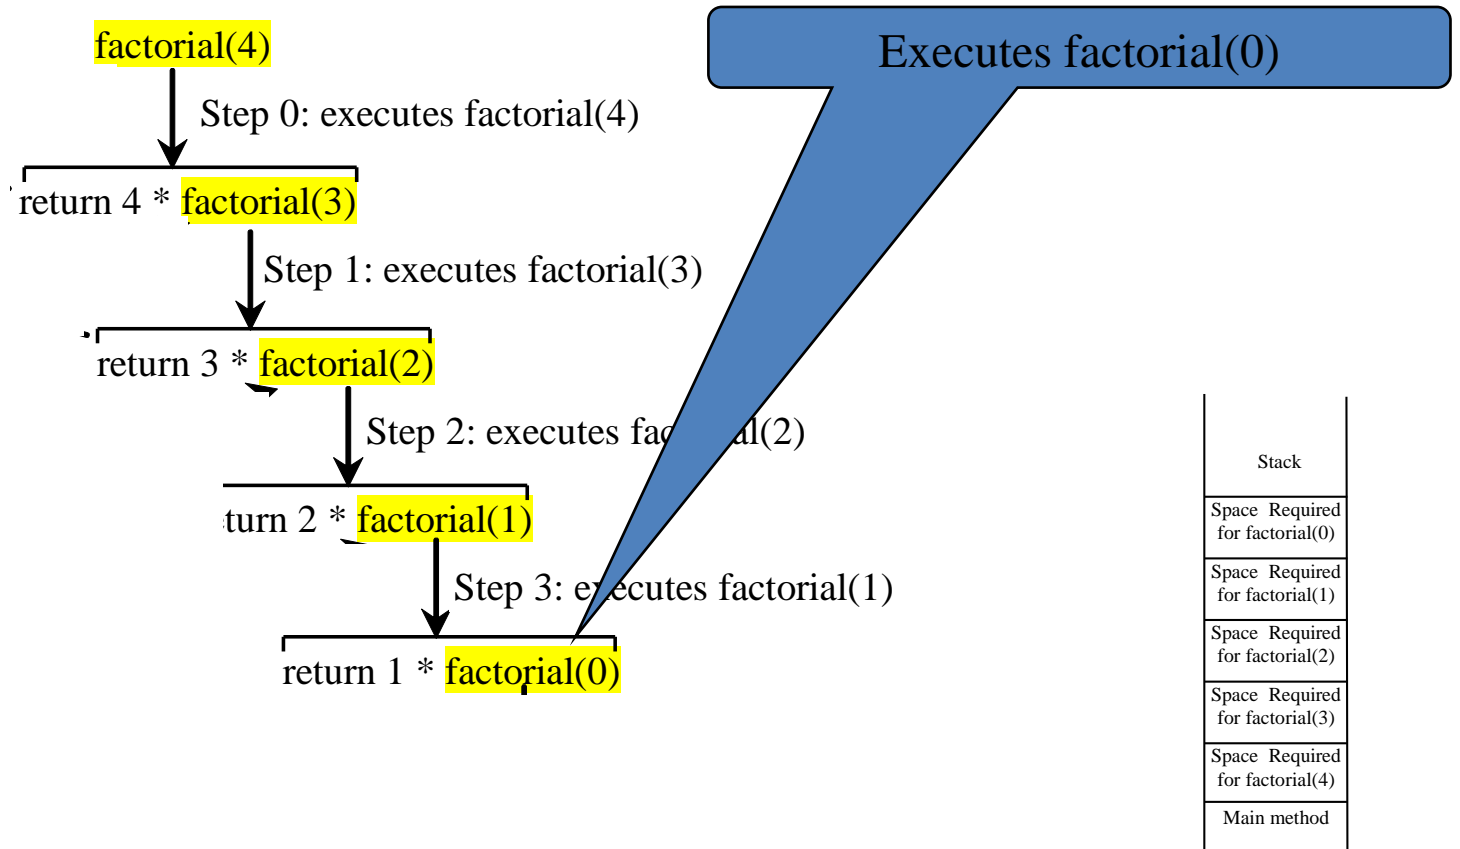 factorial(4)
Executes factorial(0)
Step 0: executes factorial(4)
return 4 * factorial(3)
Step 1: executes factorial(3)
return 3 * factorial(2)
Step 2: executes fac al(2)
turn 2 * factorial(1)
Step 3: executes factorial(1)
return 1 * factorial(0)
Stack
Space Required
for factorial(0)
Space Required
for factorial(1)
Space Required
for factorial(2)
Space Required
for factorial(3)
Space Required
for factorial(4)
Main method